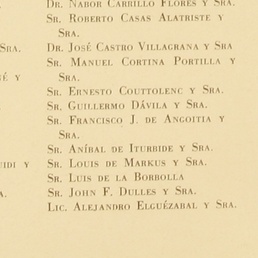 Dr. Nabor Carrillo Flores y Sra.
Sr. Roberto Casas Alatriste y
Sra.
Sra.
Dr. José Castro Villagrana y Sra
Sr. Manuel Cortina Portilla y
é y
Sra.
Sr. Ernesto Couttolenc y Sra.
Sr. Guillermo Dávila y Sra.
Sr. Francisco J. de Angoitia y
Sra.
Sr. Aníbal de Iturbide y Sra.
uidi y
Sr. Louis de Markus y Sra.
Sr. Luis de la Borbolla
a.
Sr. John F. Dulles y Sra.
Lic. Alejandro Elguézabal y Sra.